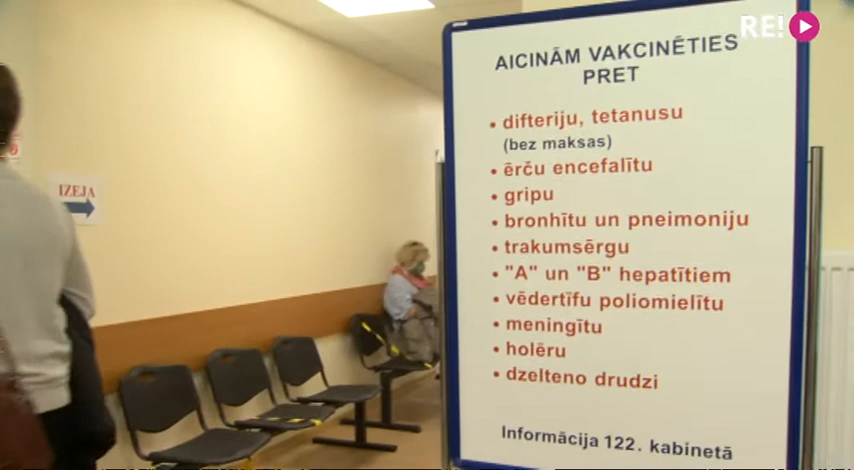 RE!
AICINĀM VAKCINĒTIES
PRET
• difteriju, tetanusu
(bez maksas)
• ērču encefalītu
• gripu
• bronhītu un pneimoniju
• trakumsērgu
• "A" un "B" hepatītiem
• vēdertīfu poliomielītu
• meningītu
• holēru
• dzelteno drudzi
Informācija 122. kabinetā
IZEJA